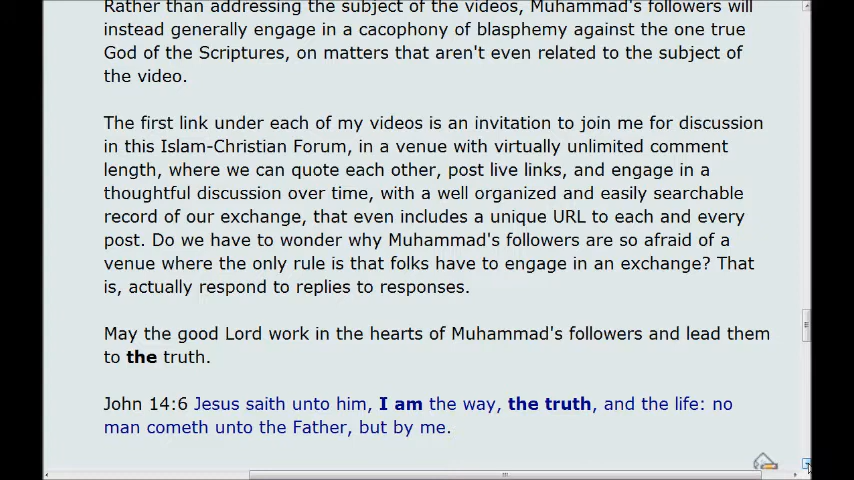 Rather than addressing the subject of the videos, Muhammad's followers will
instead generally engage in a cacophony of blasphemy against the one true
God of the Scriptures, on matters that aren't even related to the subject of
the video.
The first link under each of my videos is an invitation to join me for discussion
in this Islam-Christian Forum, in a venue with virtually unlimited comment
length, where we can quote each other, post live links, and engage in a
thoughtful discussion over time, with a well organized and easily searchable
record of our exchange, that even includes a unique URL to each and every
post. Do we have to wonder why Muhammad's followers are so afraid of a
venue where the only rule is that folks have to engage in an exchange? That
is, actually respond to replies to responses.
May the good Lord work in the hearts of Muhammad's followers and lead them
to the truth.
John 14:6 Jesus saith unto him, I am the way, the truth, and the life: no
man cometh unto the Father, but by me.